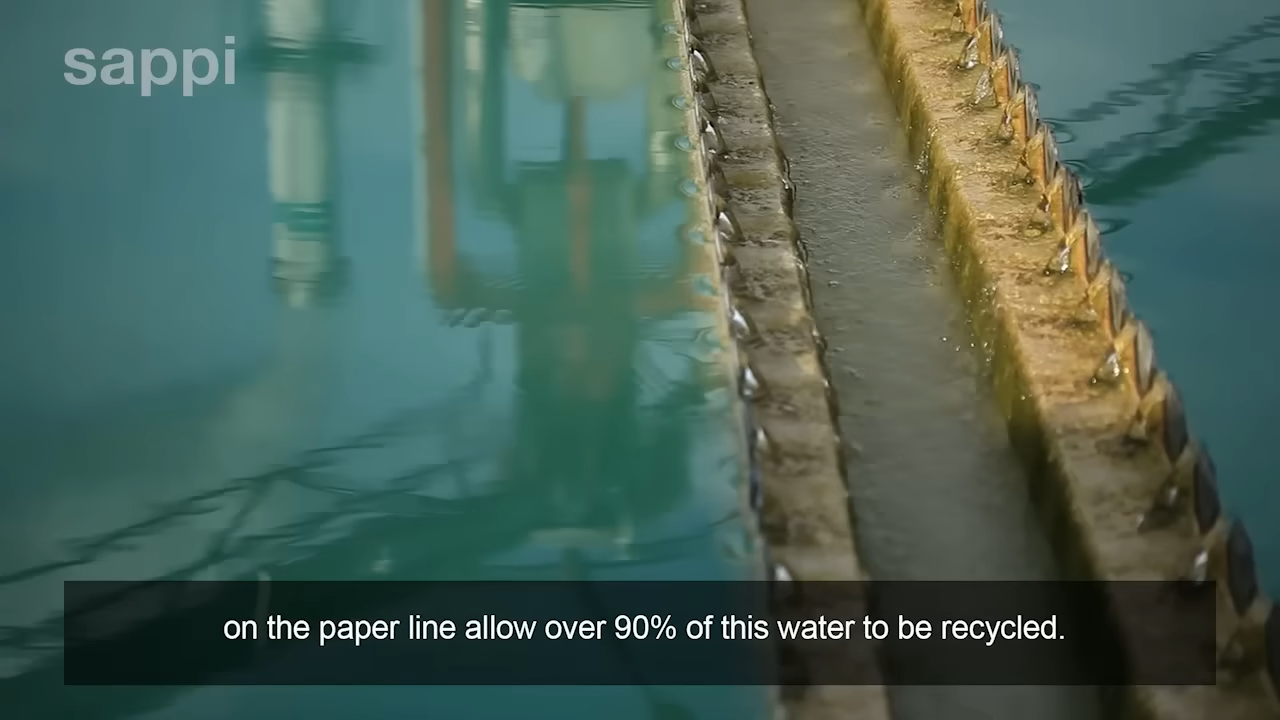 sappi
on the paper line allow over 90% of this water to be recycled.